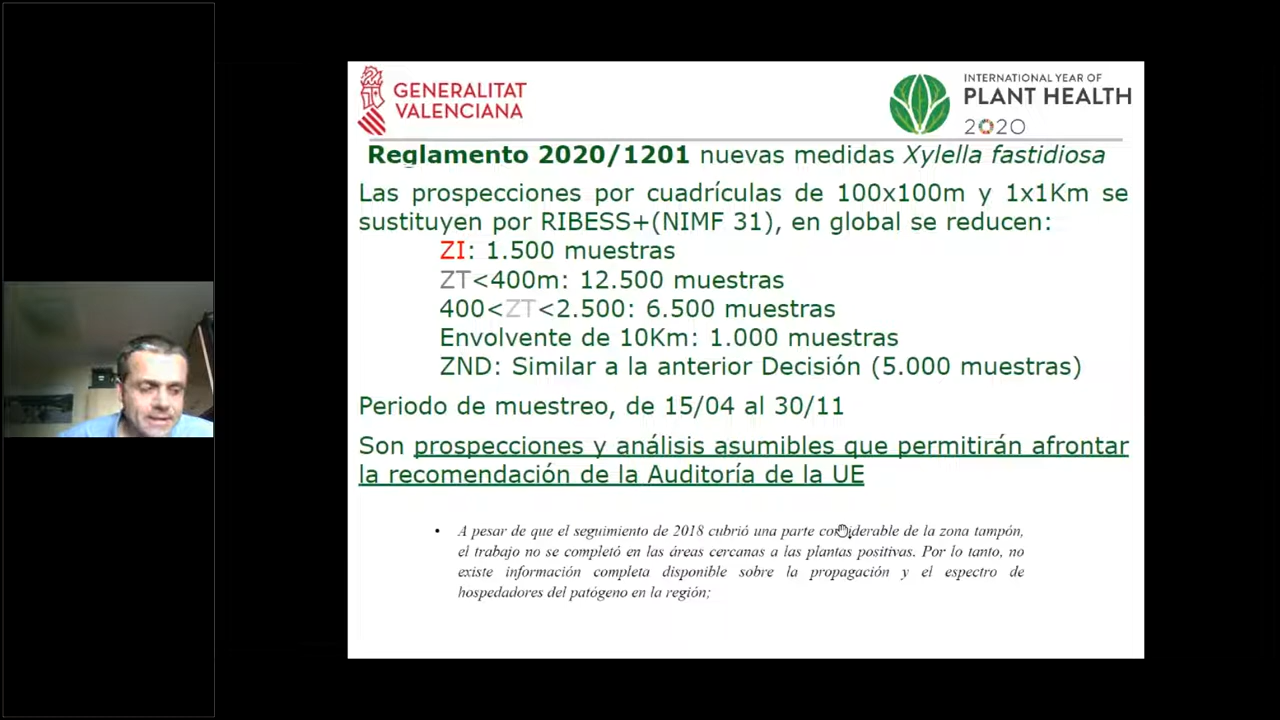 GENERALITAT
VALENCIANA
INTERNATIONAL YEAR OF
PLANT HEALTH
2020
Reglamento 2020/1201 nuevas medidas Xylella fastidiosa
Las prospecciones por cuadrículas de 100x100m y 1x1Km se
sustituyen por RIBESS+(NIMF 31), en global se reducen:
ZI: 1.500 muestras
ZT<400m: 12.500 muestras
400<ZT<2.500: 6.500 muestras
Envolvente de 10Km: 1.000 muestras
ZND: Similar a la anterior Decisión (5.000 muestras)
Periodo de muestreo, de 15/04 al 30/11
Son prospecciones y análisis asumibles que permitirán afrontar
la recomendación de la Auditoría de la UE
• A pesar de que el seguimiento de 2018 cubrió una parte considerable de la zona tampón,
el trabajo no se completó en las áreas cercanas a las plantas positivas. Por lo tanto, no
existe información completa disponible sobre la propagación y el espectro de
hospedadores del patógeno en la región;